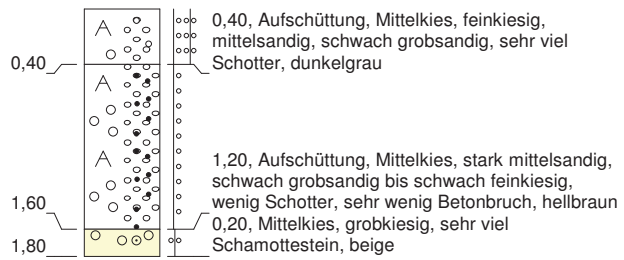 0,40, Aufschüttung, Mittelkies, feinkiesig,
mittelsandig, schwach grobsandig, sehr viel
Schotter, dunkelgrau
0,40
A
A
A
1,20, Aufschüttung, Mittelkies, stark mittelsandig,
schwach grobsandig bis schwach feinkiesig,
wenig Schotter, sehr wenig Betonbruch, hellbraun
1,60
0,20, Mittelkies, grobkiesig, sehr viel
Schamottestein, beige
1,80